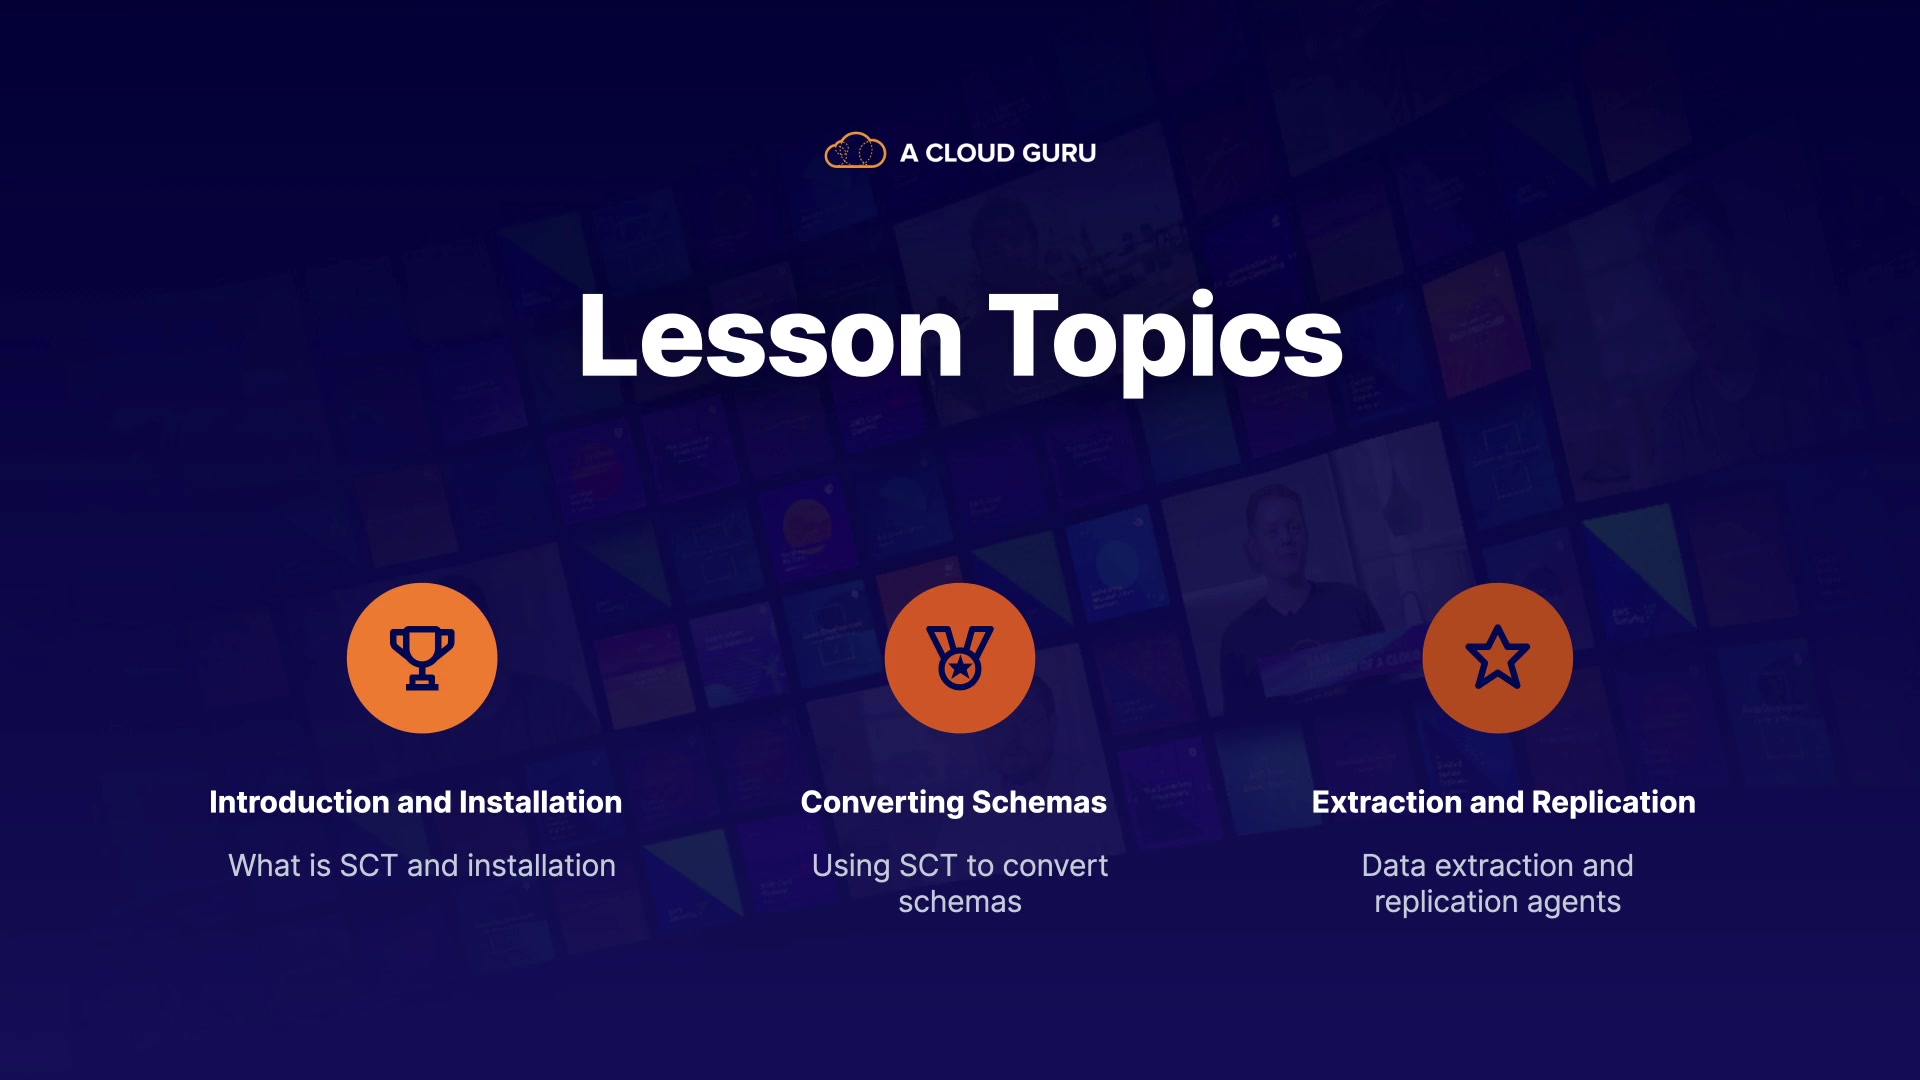 A CLOUD GURU
Lesson Topics
Introduction and Installation
What is SCT and installation
Converting Schemas
Using SCT to convert
schemas
Extraction and Replication
Data extraction and
replication agents